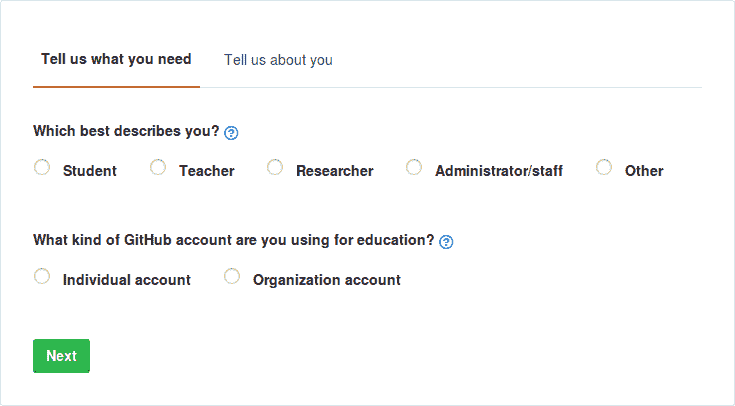 Tell us what you need Tell us about you
Which best describes you? ?
Student Teacher Researcher Administrator/staff Other
What kind of GitHub account are you using for education? ?
Individual account Organization account
Next